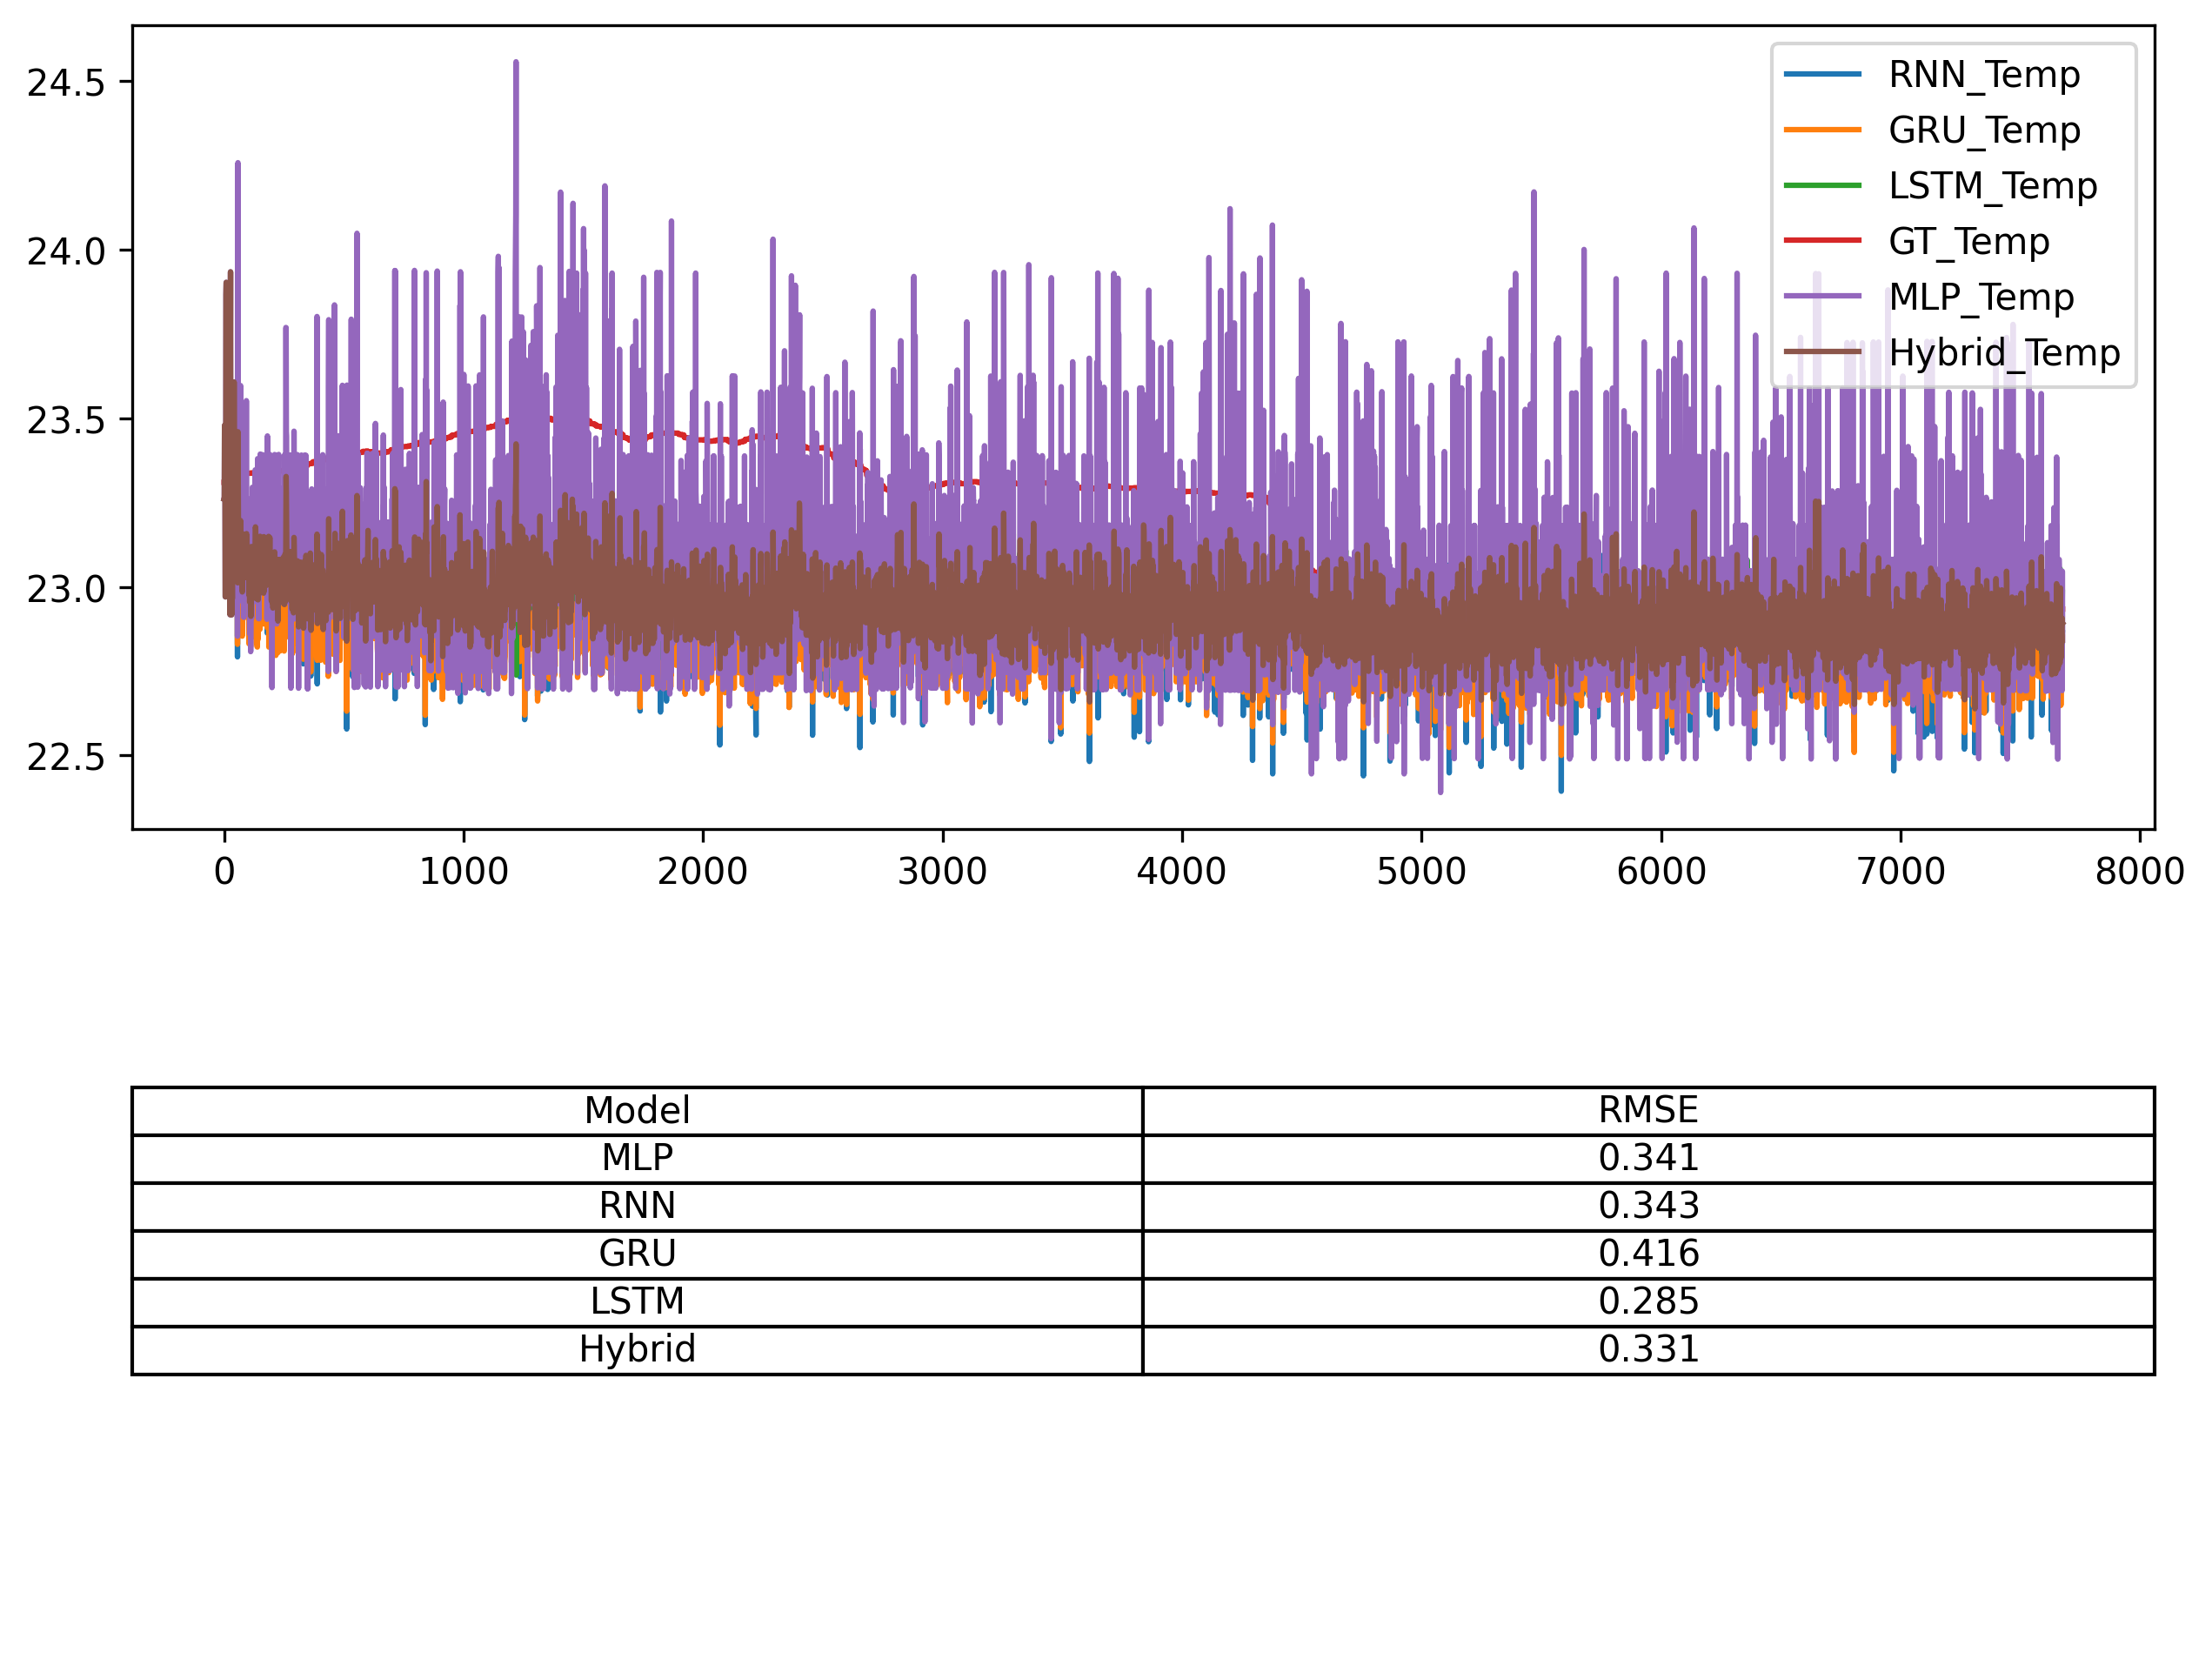 24.5
24.0
23.5
23.0
22.5
0 1000 2000 3000 4000 5000 6000 7000 8000
RNN_Temp
GRU_Temp
LSTM_Temp
GT_Temp
MLP_Temp
Hybrid_Temp
Model RMSE
MLP 0.341
RNN 0.343
GRU 0.416
LSTM 0.285
Hybrid 0.331